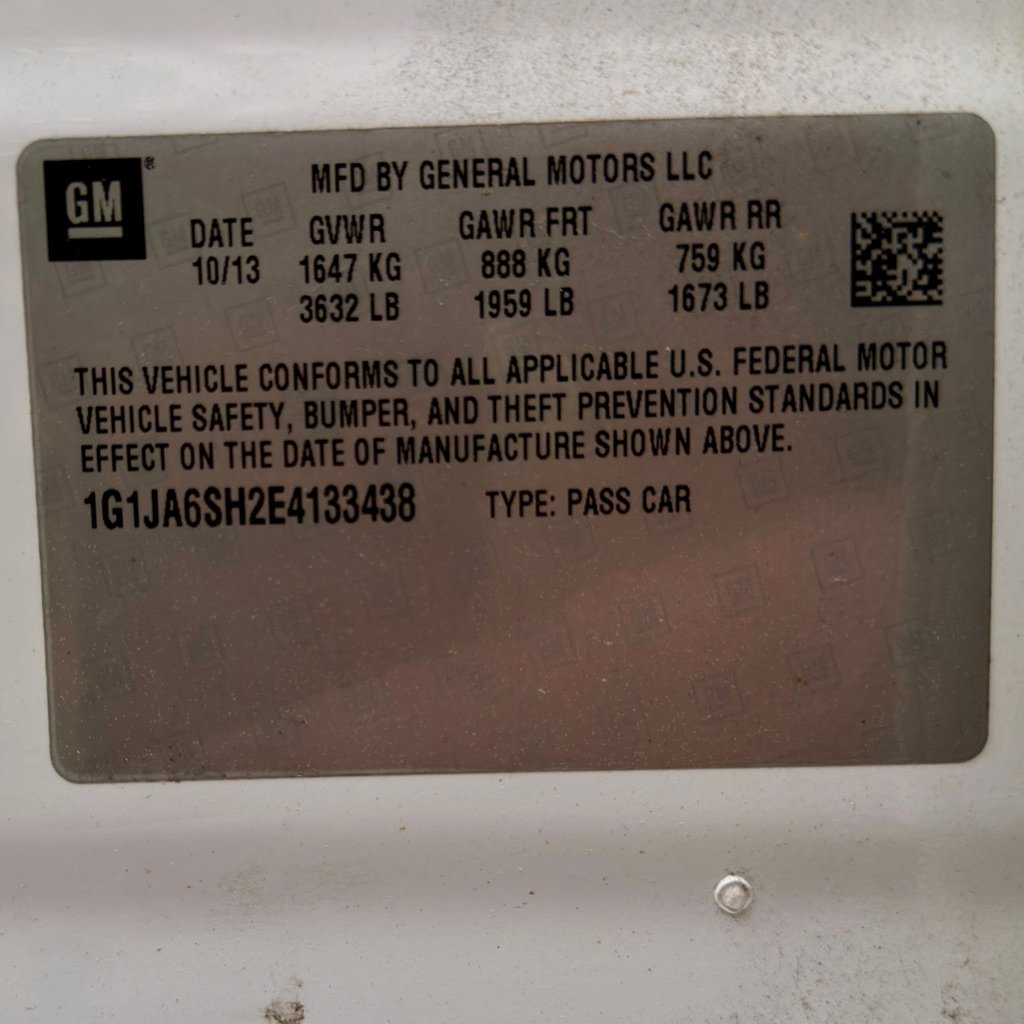 GM ® MFD BY GENERAL MOTORS LLC
DATE GVWR GAWR FRT GAWR RR
10/13 1647 KG 888 KG 759 KG
3632 LB 1959 LB 1673 LB
THIS VEHICLE CONFORMS TO ALL APPLICABLE U.S. FEDERAL MOTOR
VEHICLE SAFETY, BUMPER, AND THEFT PREVENTION STANDARDS IN
EFFECT ON THE DATE OF MANUFACTURE SHOWN ABOVE.
1G1JA6SH2E4133438 TYPE: PASS CAR